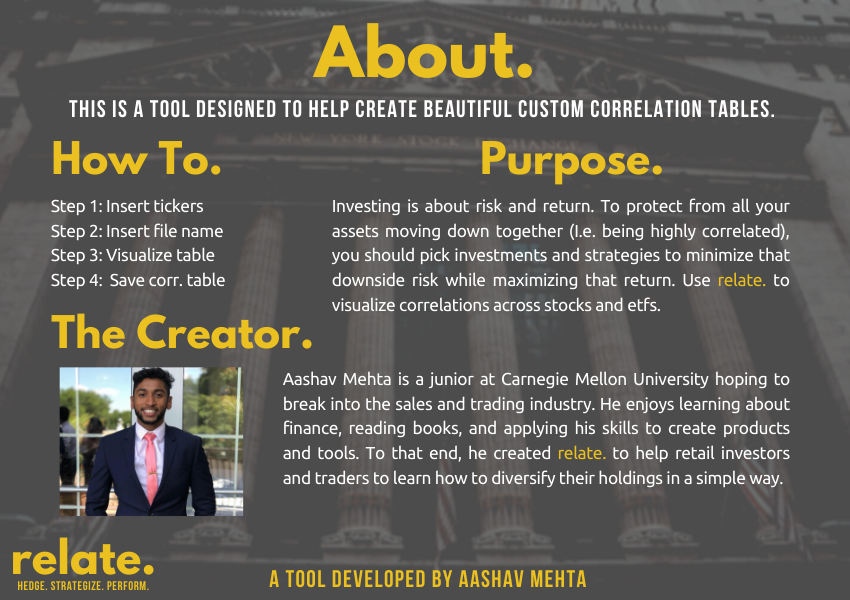 About.
THIS IS A TOOL DESIGNED TO HELP CREATE BEAUTIFUL CUSTOM CORRELATION TABLES.
NEW YORK STOCK EXCHANGE
How To.
Step 1: Insert tickers
Step 2: Insert file name
Step 3: Visualize table
Step 4:  Save corr. table
Purpose.
Investing is about risk and return. To protect from all your
assets moving down together (I.e. being highly correlated),
you should pick investments and strategies to minimize that
downside risk while maximizing that return. Use relate. to
visualize correlations across stocks and etfs.
The Creator.
Aashav Mehta is a junior at Carnegie Mellon University hoping to
break into the sales and trading industry. He enjoys learning about
finance, reading books, and applying his skills to create products
and tools. To that end, he created relate. to help retail investors
and traders to learn how to diversify their holdings in a simple way.
relate.
HEDGE. STRATEGIZE. PERFORM.
A TOOL DEVELOPED BY AASHAV MEHTA